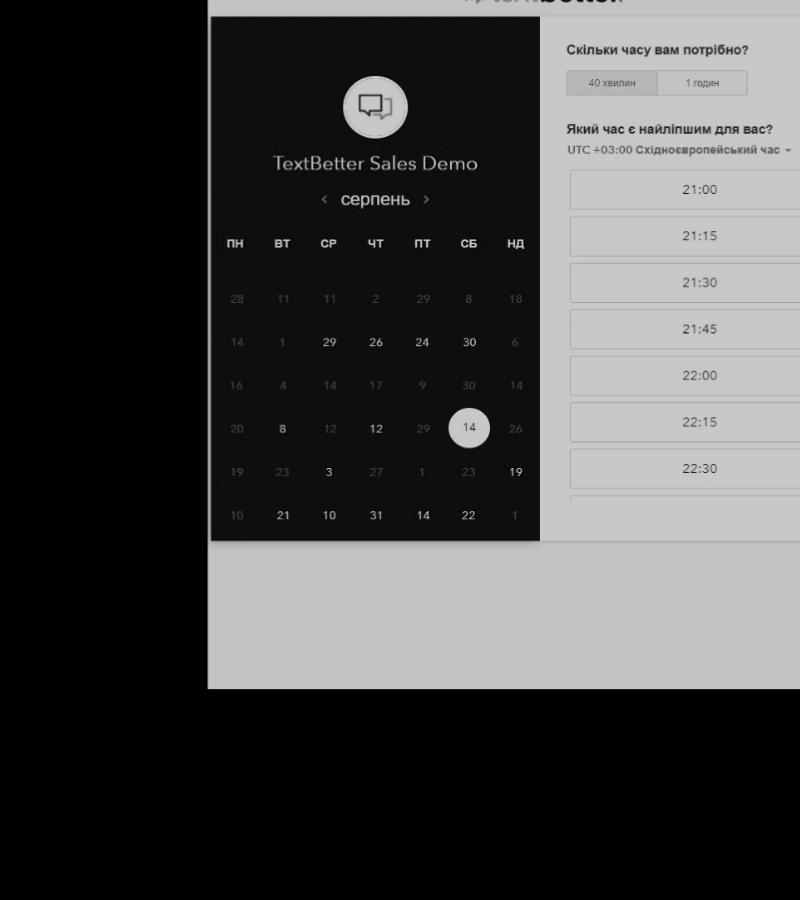 TextBetter Sales Demo
серпень
ПН ВТ СР ЧТ ПТ СБ НД
28 11 11 2 29 8 18
14 1 29 26 24 30 6
16 4 14 17 9 30 14
20 8 12 12 29 14 26
19 23 3 27 1 23 19
10 21 10 31 14 22 1
Скільки часу вам потрібно?
40 хвилин 1 годин
Який час є найліпшим для вас?
UTC +03:00 Східноєвропейський час
21:00
21:15
21:30
21:45
22:00
22:15
22:30